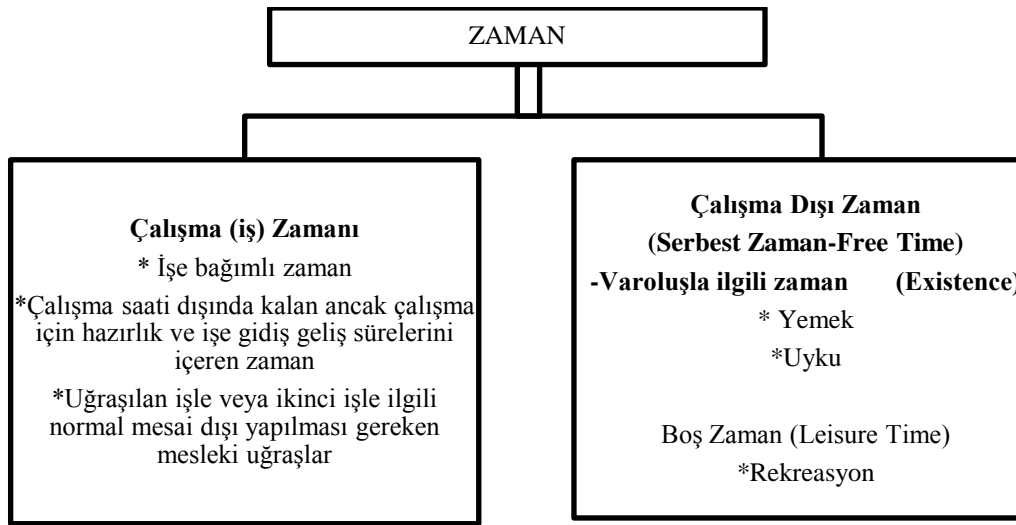 ZAMAN
Çalışma (iş) Zamanı
* İşe bağımlı zaman
*Çalışma saati dışında kalan ancak çalışma
için hazırlık ve işe gidiş geliş sürelerini
içeren zaman
*Uğraşılan işle veya ikinci işle ilgili
normal mesai dışı yapılması gereken
mesleki uğraşlar
Çalışma Dışı Zaman
(Serbest Zaman-Free Time)
-Varoluşla ilgili zaman (Existence)
* Yemek
*Uyku
Boş Zaman (Leisure Time)
*Rekreasyon